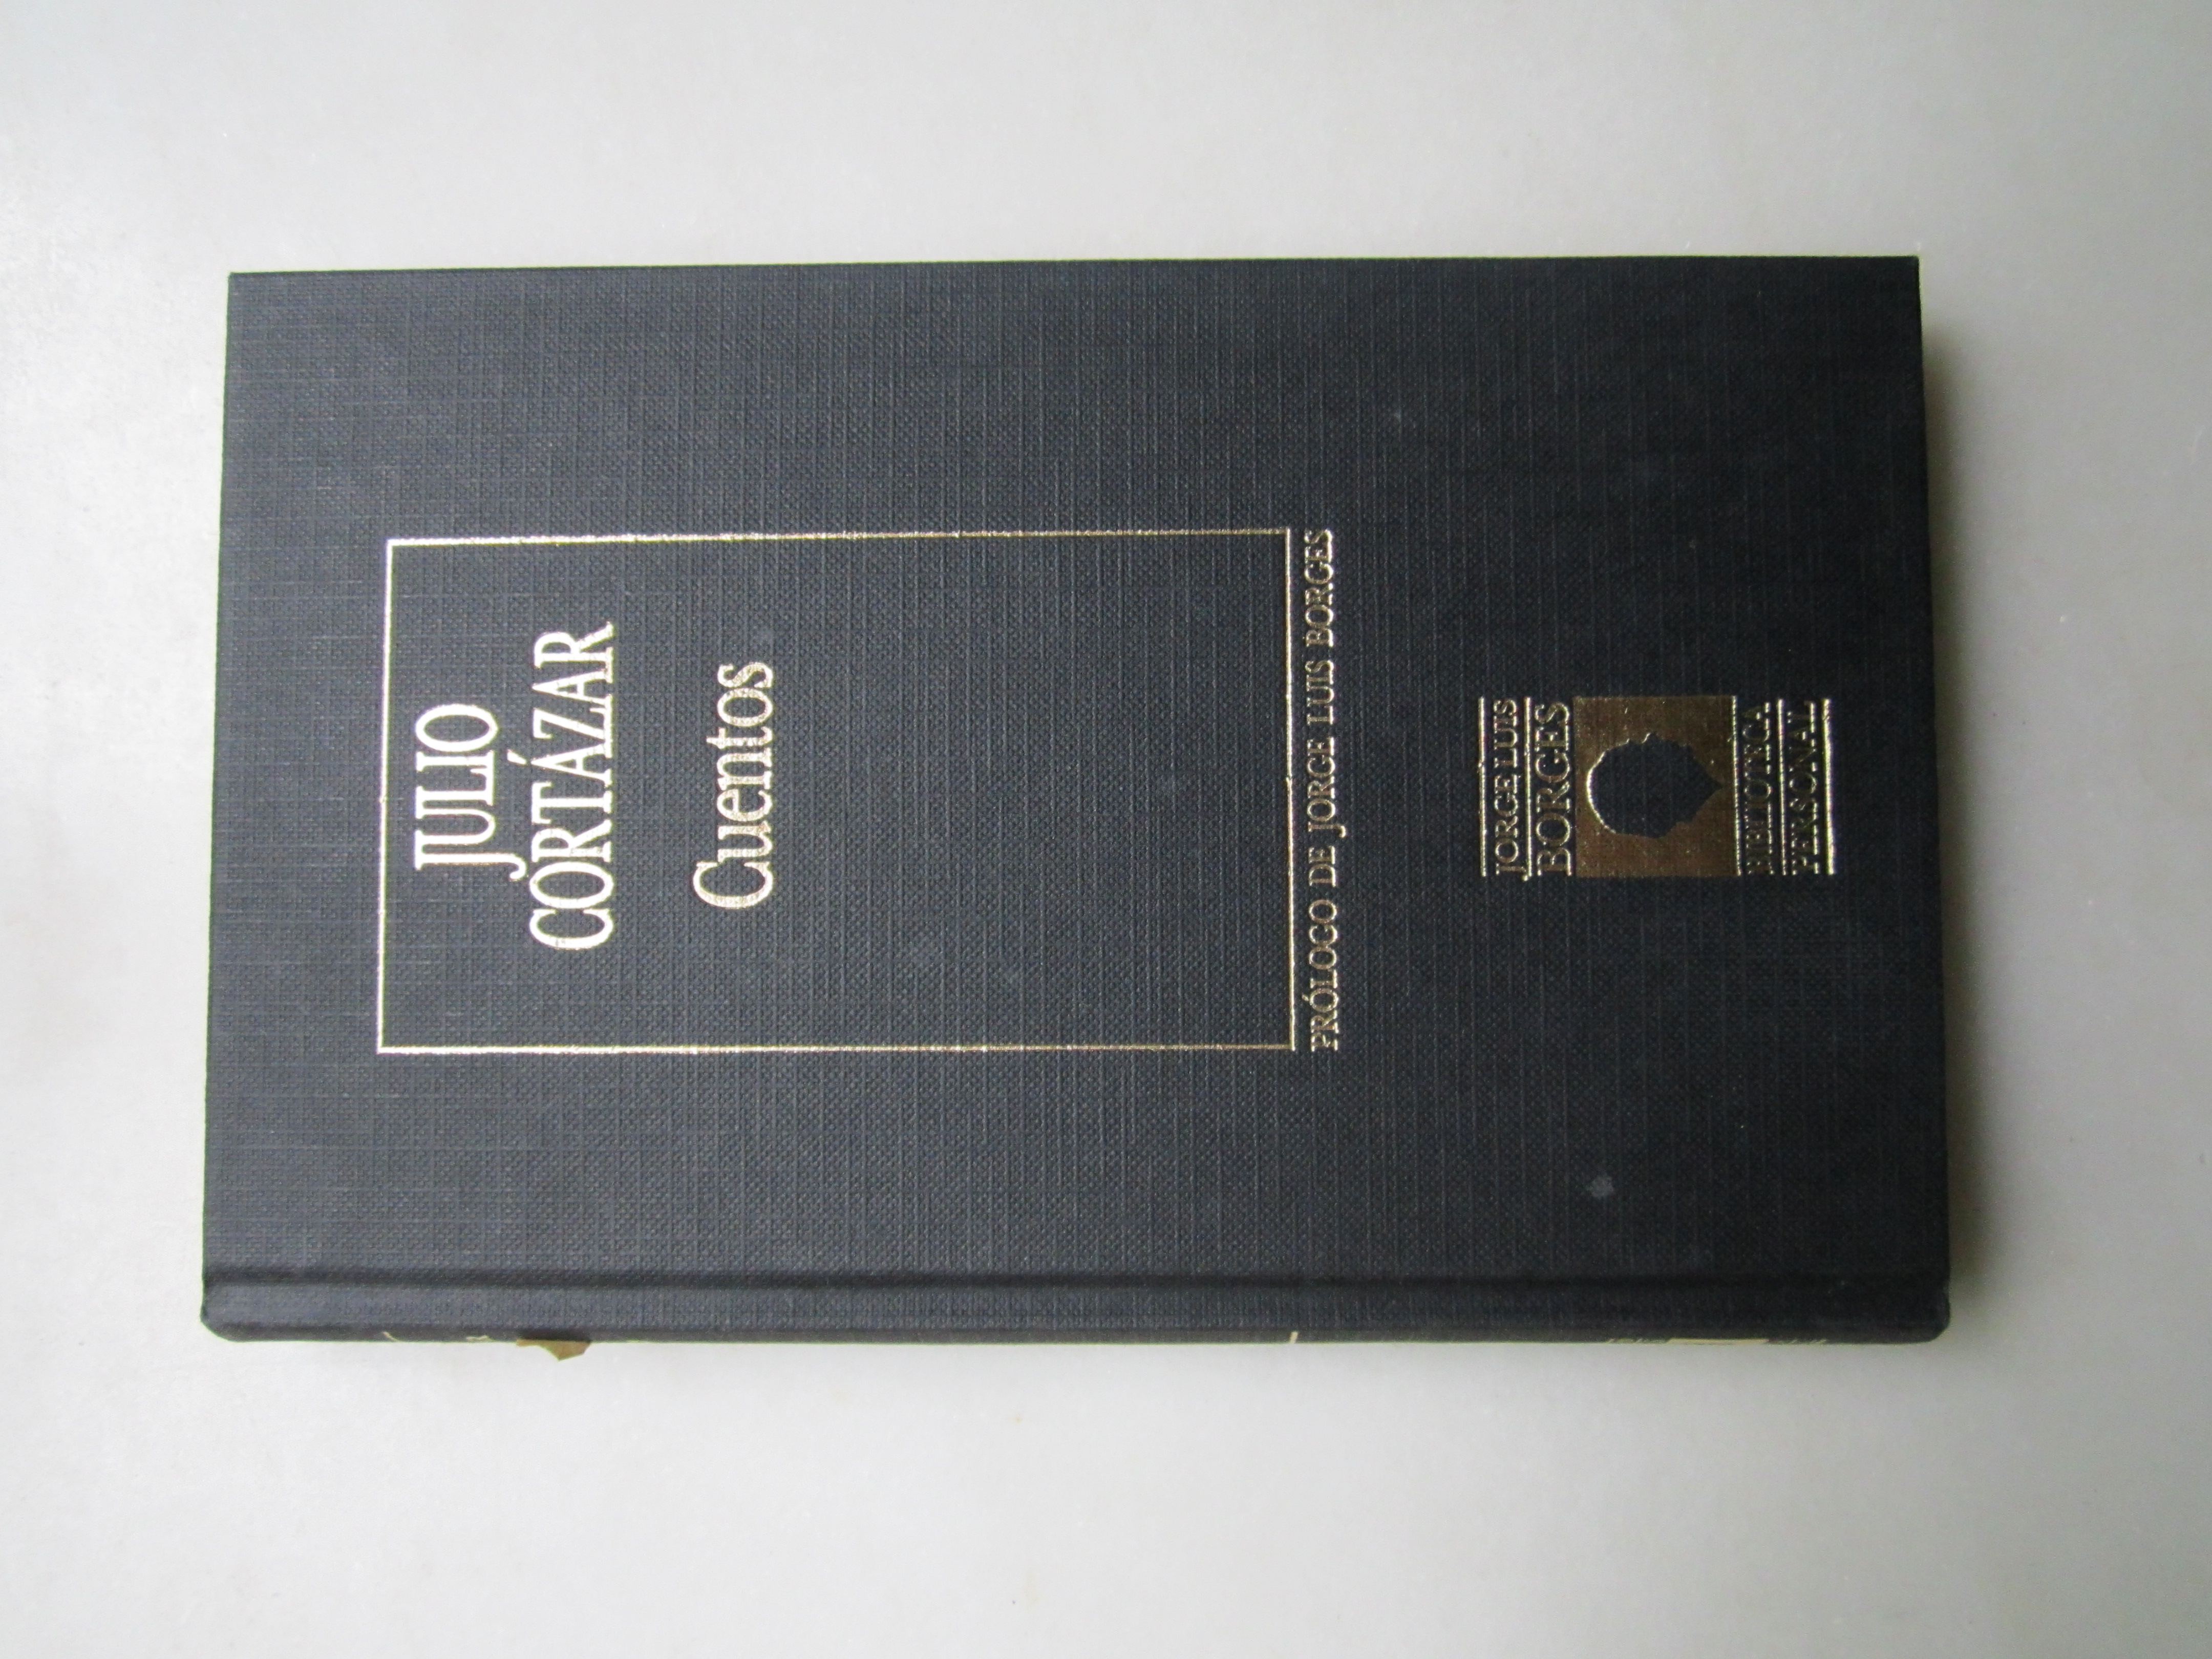 JULIO
CORTÁZAR
Cuentos
PRÓLOGO DE JORGE LUIS BORGES
JORGE LUIS
BORGES
BIBLIOTECA
PERSONAL